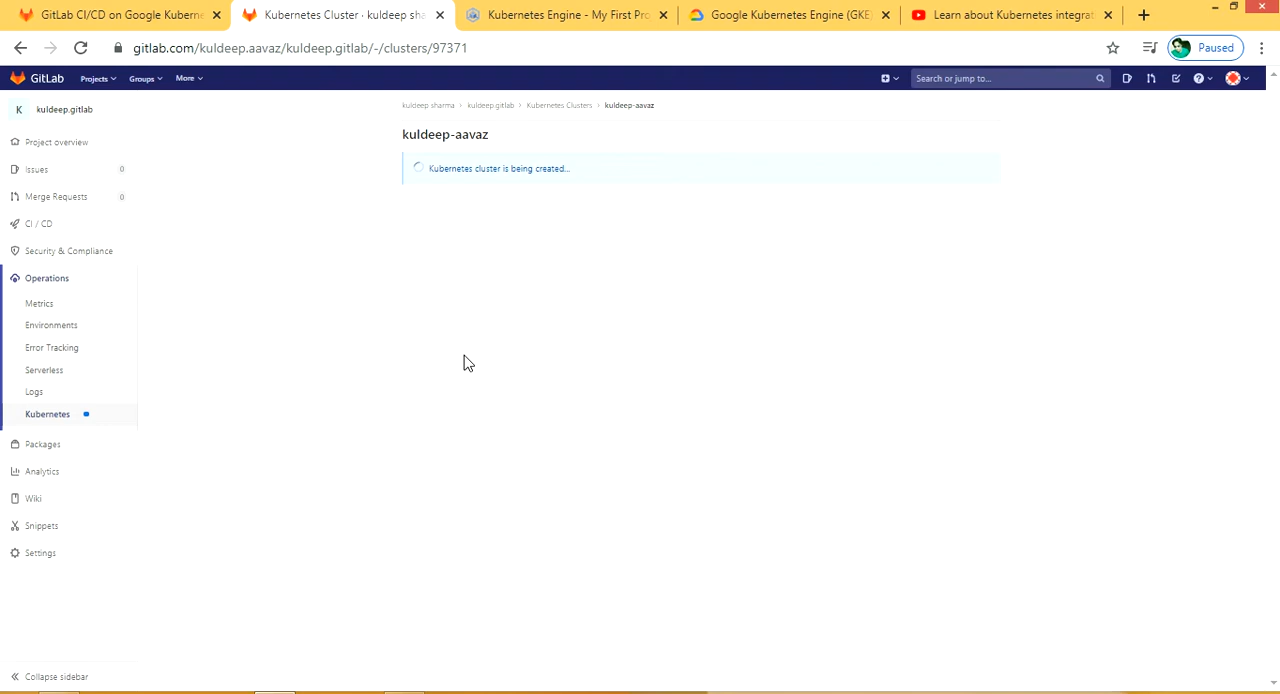 GitLab CI/CD on Google Kuberne
Kubernetes Cluster · kuldeep sha
Kubernetes Engine - My First Pro
Google Kubernetes Engine (GKE)
Learn about Kubernetes integrat
gitlab.com/kuldeep.aavaz/kuldeep.gitlab/-/clusters/97371
Paused
GitLab
Projects
Groups
More
Search or jump to...
K kuldeep.gitlab
kuldeep sharma › kuldeep.gitlab › Kubernetes Clusters › kuldeep-aavaz
kuldeep-aavaz
Kubernetes cluster is being created...
Project overview
Issues 0
Merge Requests 0
CI / CD
Security & Compliance
Operations
Metrics
Environments
Error Tracking
Serverless
Logs
Kubernetes
Packages
Analytics
Wiki
Snippets
Settings
Collapse sidebar